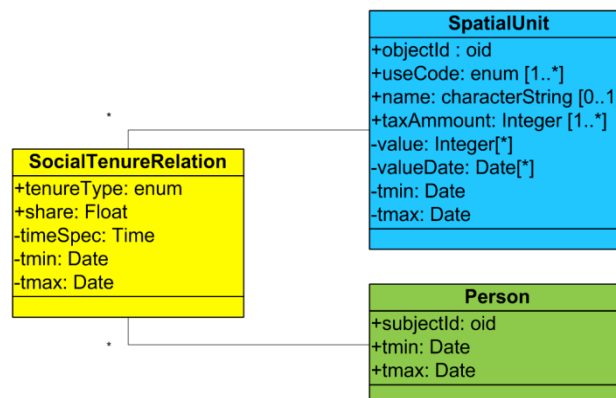 SpatialUnit
+objectId : oid
+useCode: enum [1..*]
+name: characterString [0..1
+taxAmmount: Integer [1..*]
-value: Integer[*]
-valueDate: Date[*]
-tmin: Date
-tmax: Date
*
SocialTenureRelation
+tenureType: enum
+share: Float
-timeSpec: Time
-tmin: Date
-tmax: Date
*
Person
+subjectId: oid
+tmin: Date
+tmax: Date